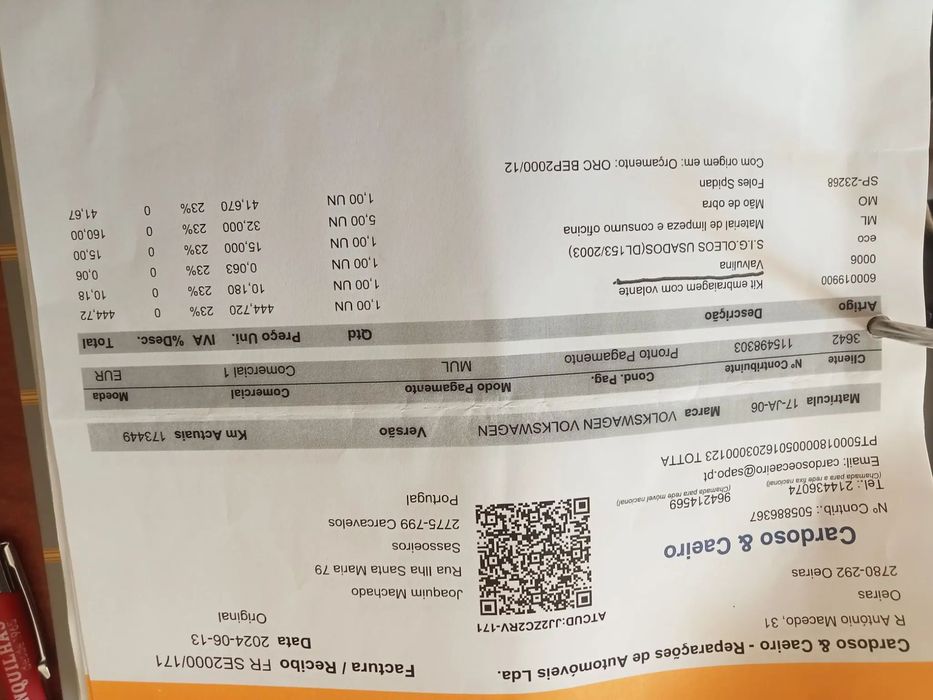 Cardoso & Caeiro - Reparações de Automóveis Lda.
R António Macedo, 31
Oeiras
2780-292 Oeiras
Cardoso & Caeiro
Nº Contrib.: 505886367
Tel.: 214436074 964214569
(Chamada para a rede fixa nacional) (Chamada para rede móvel nacional)
Email: cardosoecaeiro@sapo.pt
PT50001800005016203000123 TOTTA
Factura / Recibo FR SE2000/171
Data 2024-06-13
Original
ATCUD:JJ2ZC2RV-171
Joaquim Machado
Rua Ilha Santa Maria 79
Sassoeiros
2775-799 Carcavelos
Portugal
Matrícula 17-JA-06 Marca VOLKSWAGEN VOLKSWAGEN Versão Km Actuais 173449
Cliente Nº Contribuinte Cond. Pag. Modo Pagamento Comercial Moeda
3642 115498303 Pronto Pagamento MUL Comercial 1 EUR
Artigo Descrição Qtd Preço Uni. IVA %Desc. Total
6000019900 Kit embraiagem com volante 1,00 UN 444,720 23% 0 444,72
0006 Valvulina 1,00 UN 10,180 23% 0 10,18
eco S.I.G.OLEOS USADOS(DL153/2003) 1,00 UN 0,063 23% 0 0,06
ML Material de limpeza e consumo oficina 1,00 UN 15,000 23% 0 15,00
MO Mão de obra 5,00 UN 32,000 23% 0 160,00
SP-23268 Foles Spidan 1,00 UN 41,670 23% 0 41,67
Com origem em: Orçamento: ORC BEP2000/12